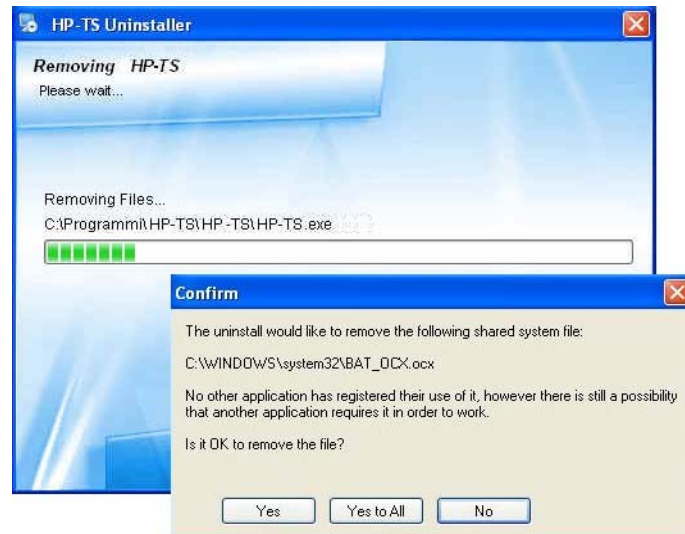 HP-TS Uninstaller
Removing HP-TS
Please wait...
Removing Files...
C:\Programmi\HP-TS\HP-TS\HP-TS.exe
Confirm
The uninstall would like to remove the following shared system file:
C:\WINDOWS\system32\BAT_OCX.ocx
No other application has registered their use of it, however there is still a possibility
that another application requires it in order to work.
Is it OK to remove the file?
Yes
Yes to All
No